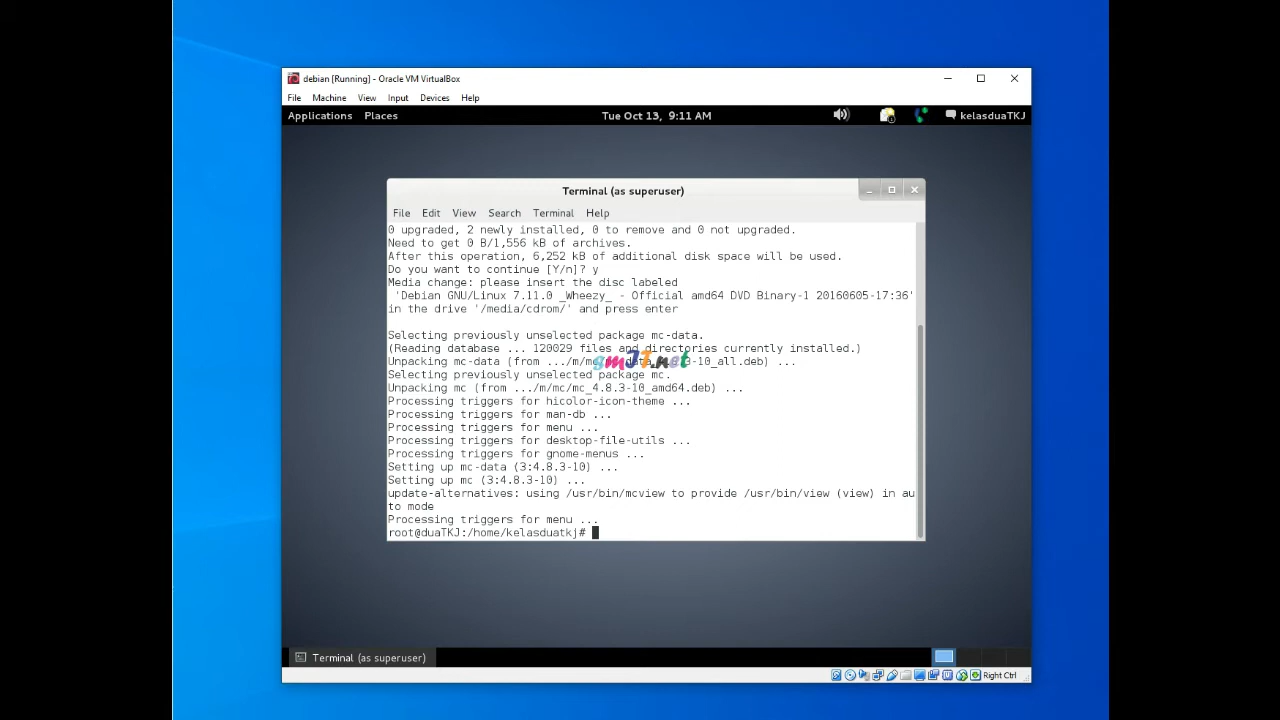 debian [Running] - Oracle VM VirtualBox
File Machine View Input Devices Help
Applications Places Tue Oct 13, 9:11 AM kelasduaTKJ
Terminal (as superuser)
File Edit View Search Terminal Help
0 upgraded, 2 newly installed, 0 to remove and 0 not upgraded.
Need to get 0 B/1,556 kB of archives.
After this operation, 6,252 kB of additional disk space will be used.
Do you want to continue [Y/n]? y
Media change: please insert the disc labeled
'Debian GNU/Linux 7.11.0 _Wheezy_ - Official amd64 DVD Binary-1 20160605-17:36'
in the drive '/media/cdrom/' and press enter
Selecting previously unselected package mc-data.
(Reading database ... 120029 files and directories currently installed.)
Unpacking mc-data (from .../m/mc 3-10_all.deb) ...
Selecting previously unselected package mc.
Unpacking mc (from .../m/mc/mc_4.8.3-10_amd64.deb) ...
Processing triggers for hicolor-icon-theme ...
Processing triggers for man-db ...
Processing triggers for menu ...
Processing triggers for desktop-file-utils ...
Processing triggers for gnome-menus ...
Setting up mc-data (3:4.8.3-10) ...
Setting up mc (3:4.8.3-10) ...
update-alternatives: using /usr/bin/mcview to provide /usr/bin/view (view) in au
to mode
Processing triggers for menu ...
root@duaTKJ:/home/kelasduatkj#
Terminal (as superuser)
Right Ctrl